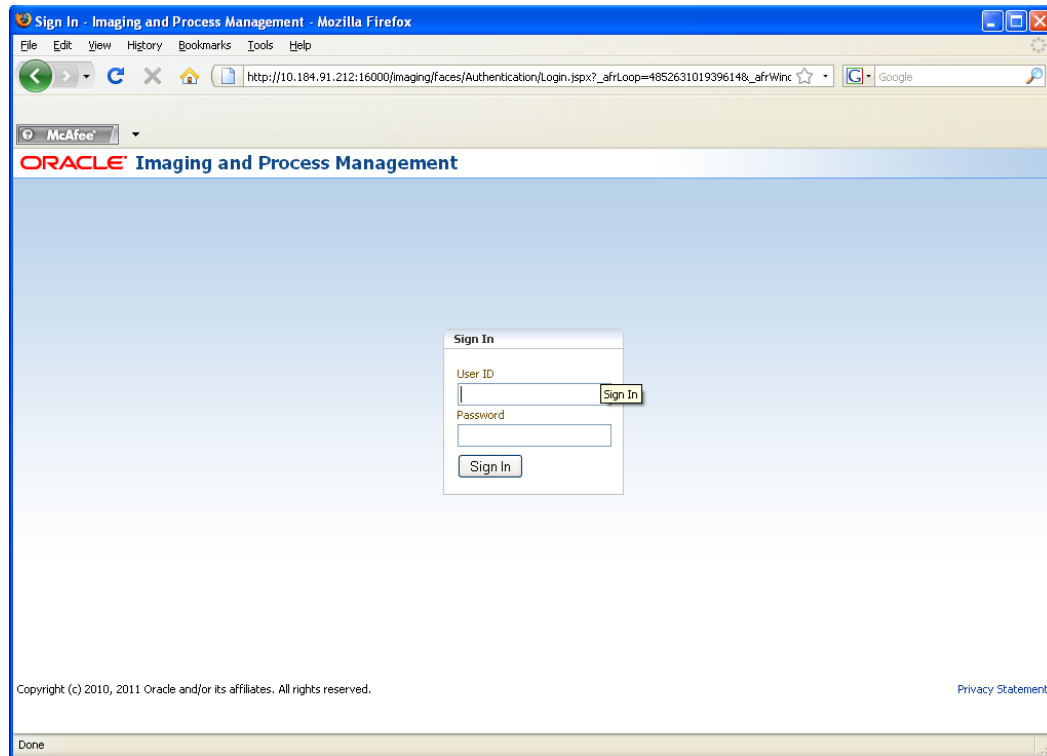 Sign In - Imaging and Process Management - Mozilla Firefox
File Edit View History Bookmarks Tools Help
http://10.184.91.212:16000/imaging/faces/Authentication/Login.jspx?_afrLoop=485263101939614&_afrWinc
G Google
McAfee
ORACLE Imaging and Process Management
Sign In
User ID
Sign In
Password
Sign In
Copyright (c) 2010, 2011 Oracle and/or its affiliates. All rights reserved. Privacy Statement
Done